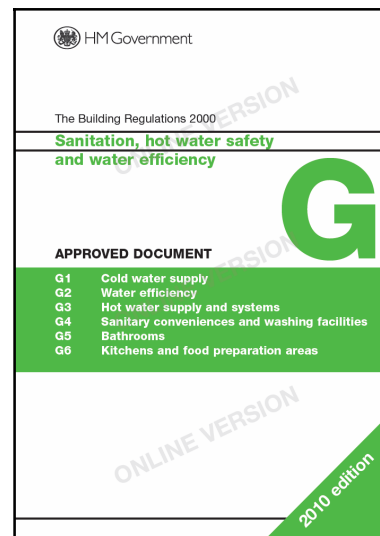 HM Government
ONLINE VERSION
The Building Regulations 2000
Sanitation, hot water safety
and water efficiency
G
ONLINE VERSION
APPROVED DOCUMENT
G1 Cold water supply
G2 Water efficiency
G3 Hot water supply and systems
G4 Sanitary conveniences and washing facilities
G5 Bathrooms
G6 Kitchens and food preparation areas
ONLINE VERSION
2010 edition